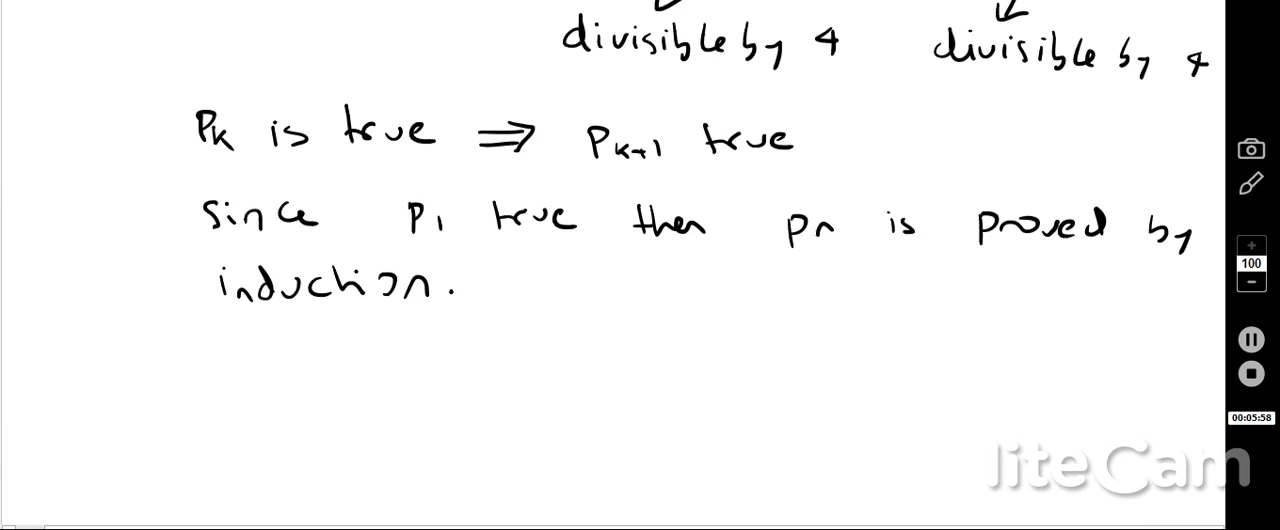 divisible by 4 divisible by 4
Pk is true ⇒ Pk+1 true
since P1 true then Pn is proved by
induction.
100
00:05:58
liteCam